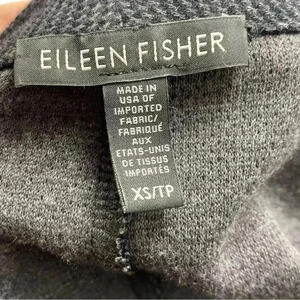 EILEEN FISHER
MADE IN
USA OF
IMPORTED
FABRIC/
FABRIQUÉ
AUX
ETATS-UNIS
DE TISSUS
IMPORTÉS
XS/TP